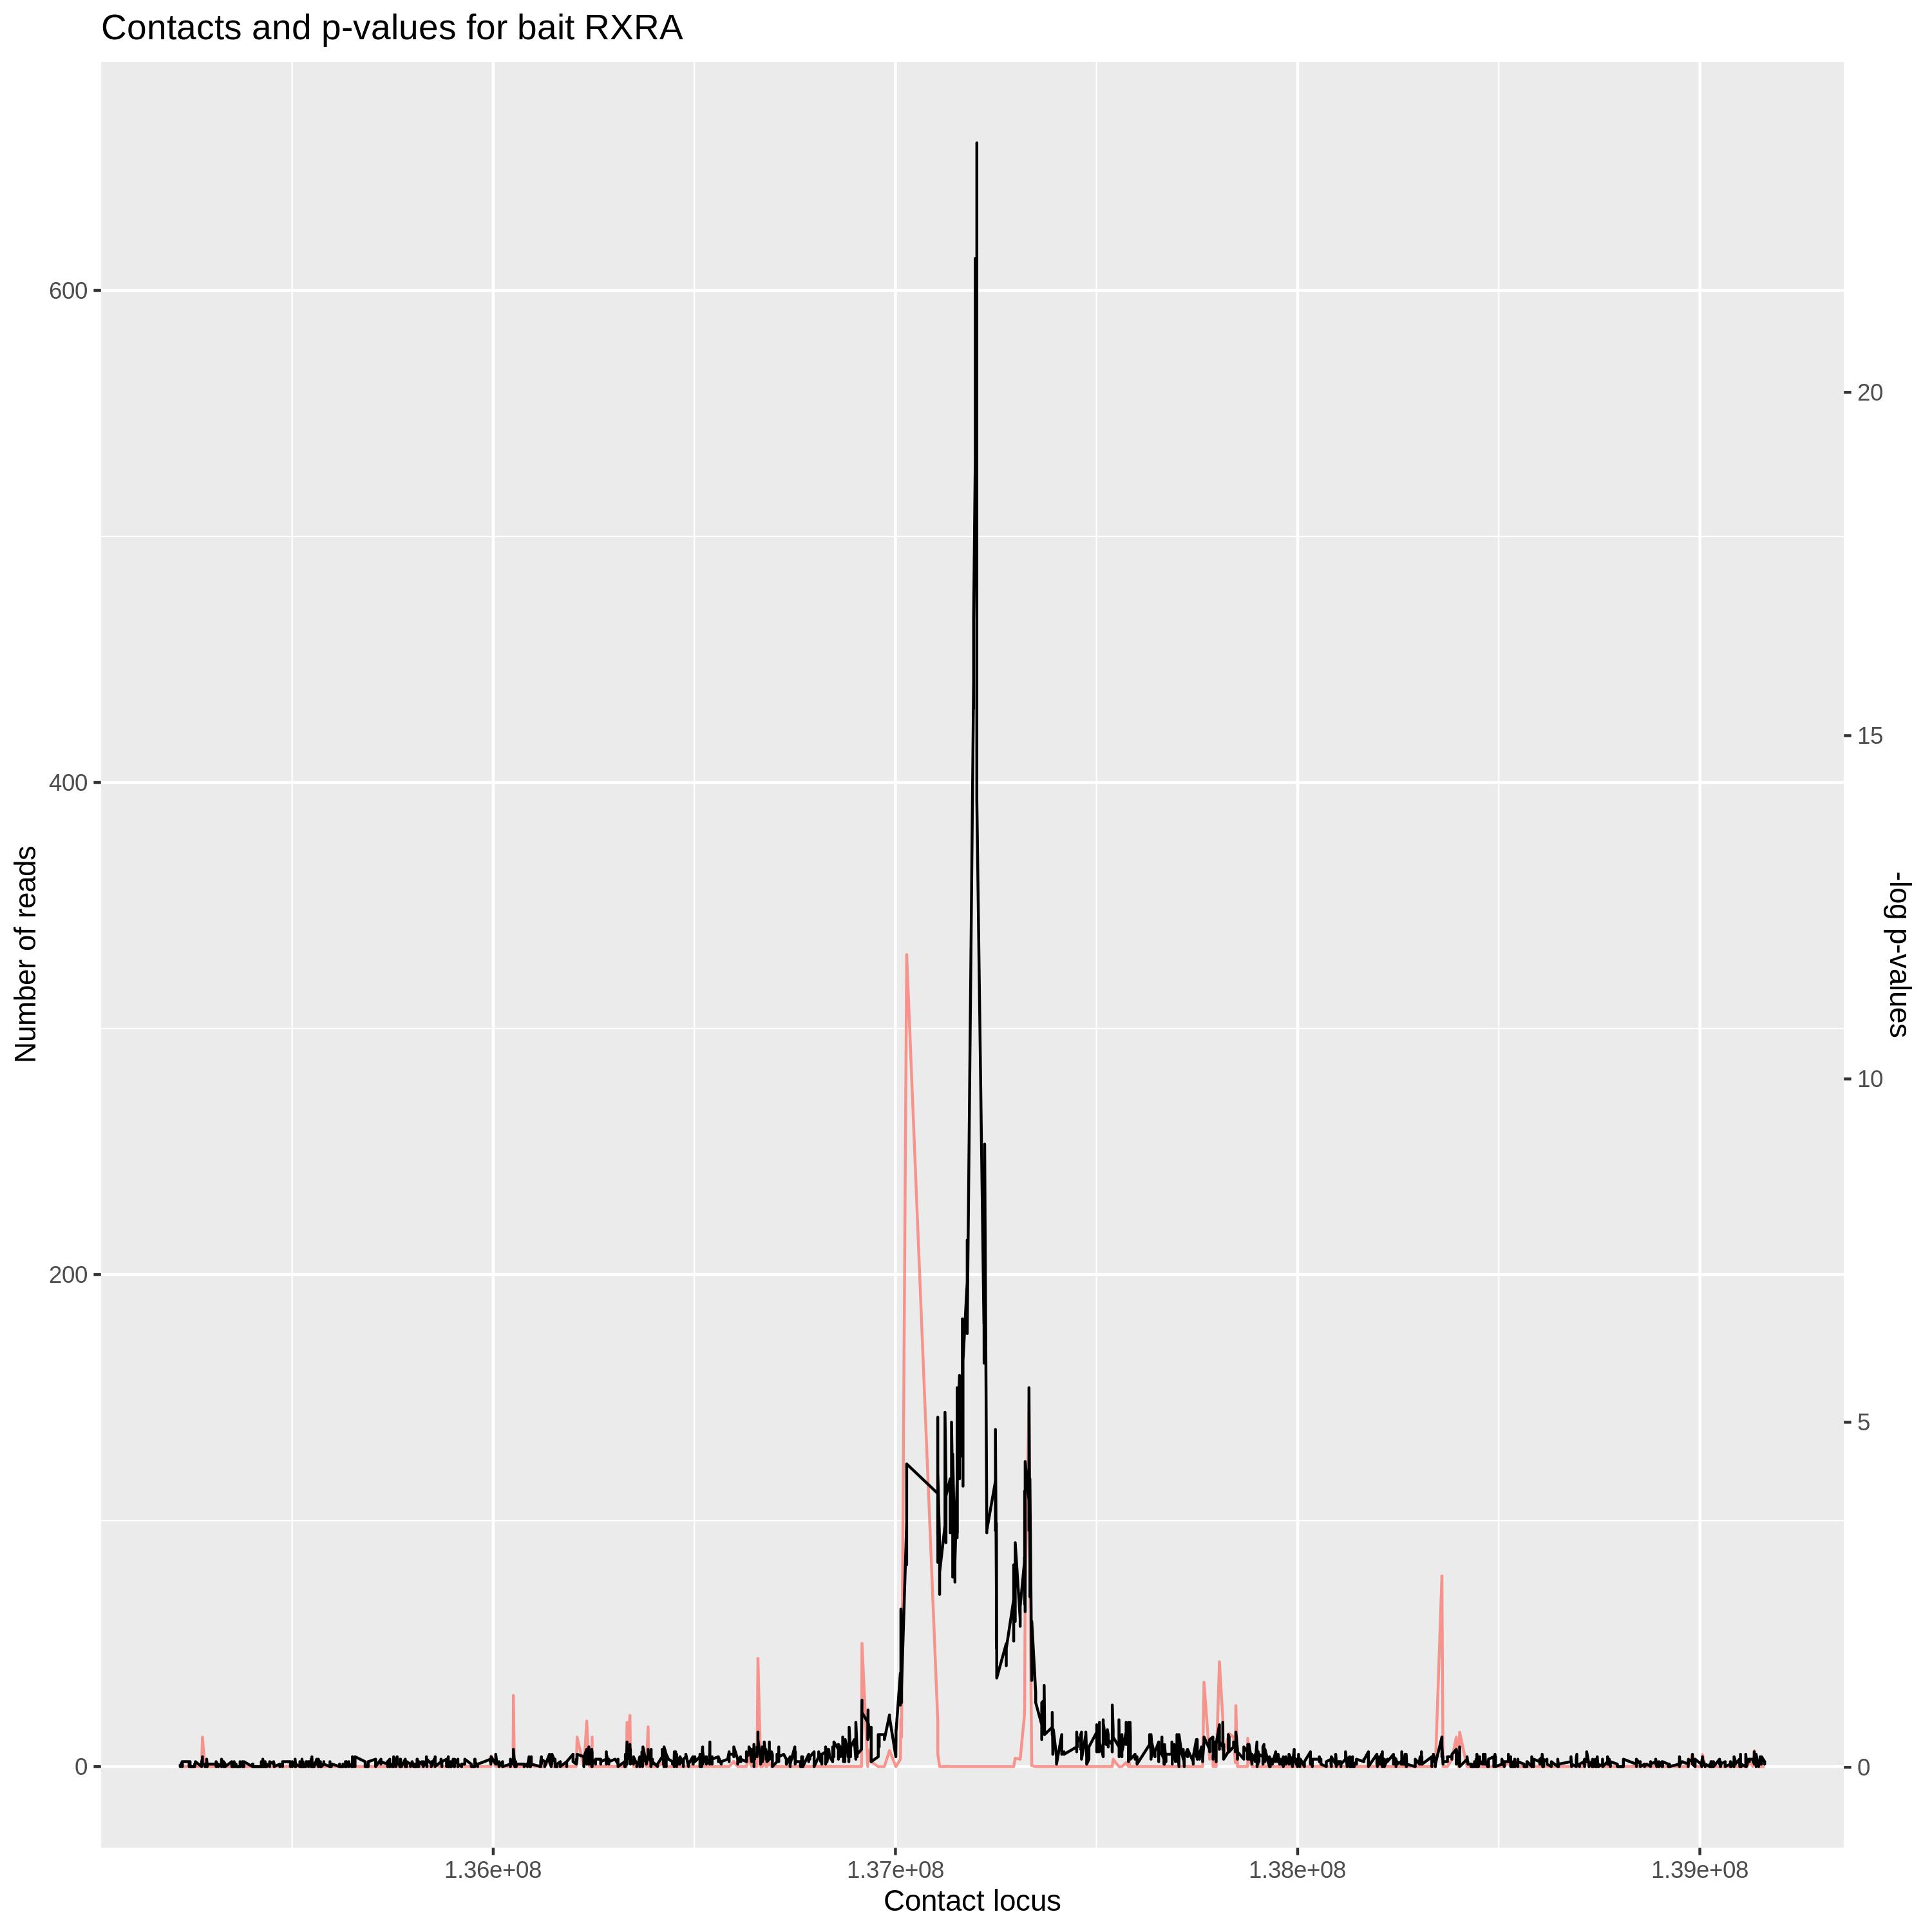 Contacts and p-values for bait RXRA
600
400
200
0
Number of reads
20
15
10
5
0
-log p-values
1.36e+08
1.37e+08
1.38e+08
1.39e+08
Contact locus